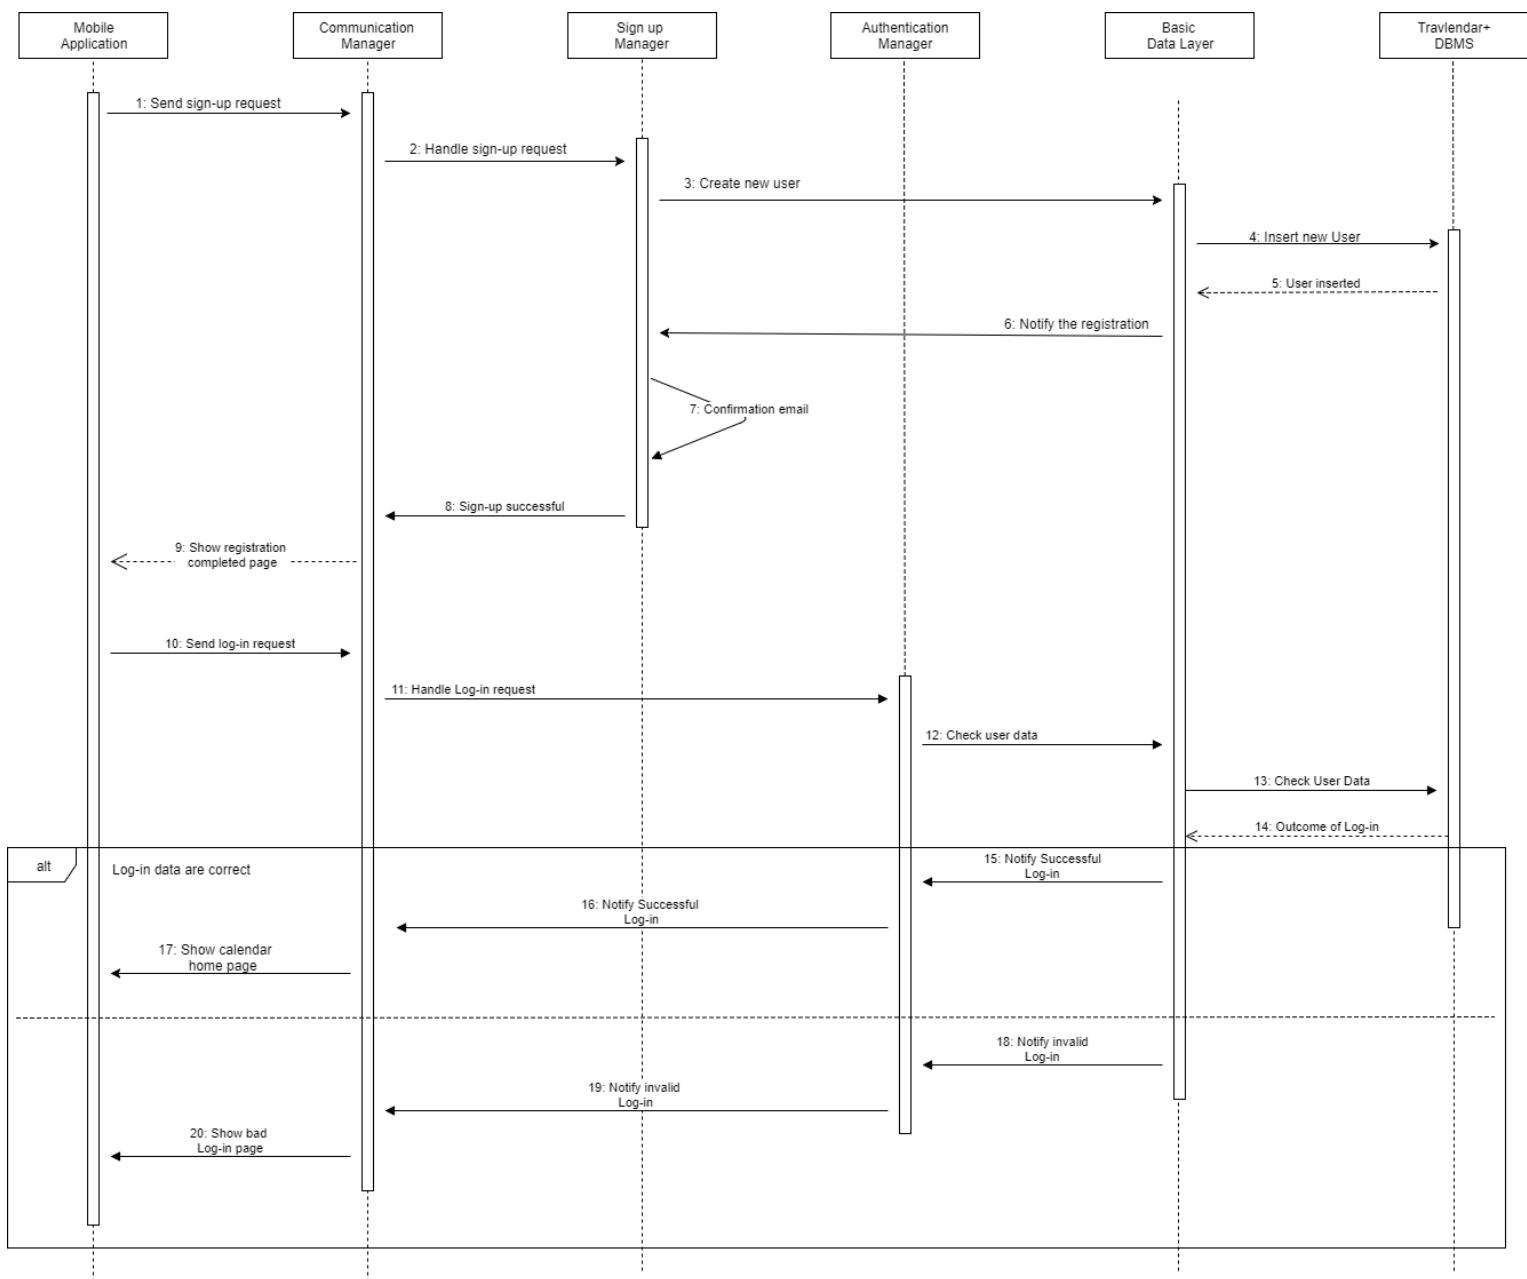 Mobile
Application
Communication
Manager
Sign up
Manager
Authentication
Manager
Basic
Data Layer
Travlendar+
DBMS
1: Send sign-up request
2: Handle sign-up request
3: Create new user
4: Insert new User
5: User inserted
6: Notify the registration
7: Confirmation email
8: Sign-up successful
9: Show registration
completed page
10: Send log-in request
11: Handle Log-in request
12: Check user data
13: Check User Data
14: Outcome of Log-in
alt
Log-in data are correct
15: Notify Successful
Log-in
16: Notify Successful
Log-in
17: Show calendar
home page
18: Notify invalid
Log-in
19: Notify invalid
Log-in
20: Show bad
Log-in page